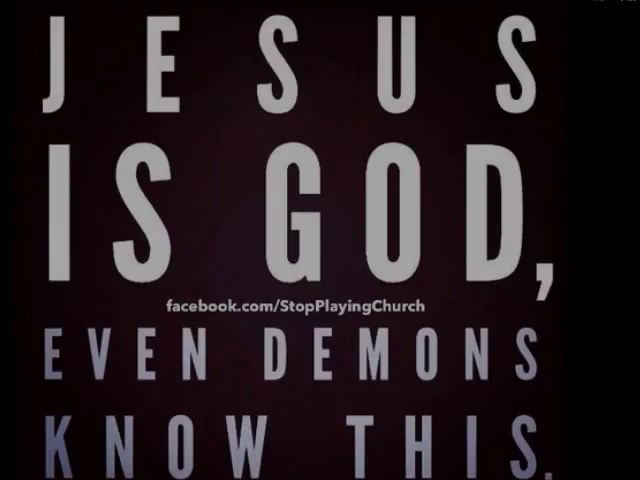 JESUS
IS GOD,
facebook.com/StopPlayingChurch
EVEN DEMONS
KNOW THIS.